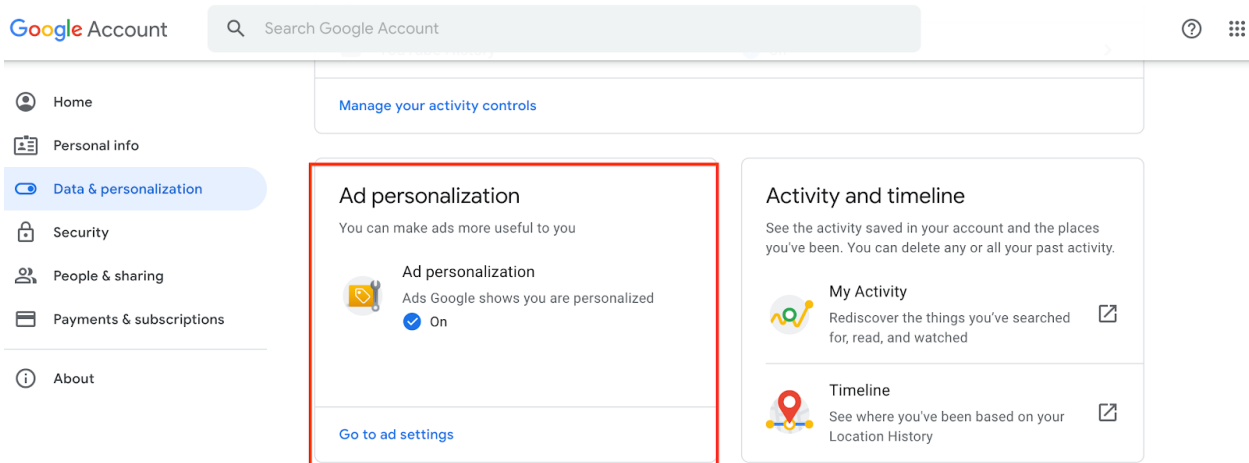 Google Account
Search Google Account
Home
Personal info
Data & personalization
Security
People & sharing
Payments & subscriptions
About
Manage your activity controls
Ad personalization
You can make ads more useful to you
Ad personalization
Ads Google shows you are personalized
On
Go to ad settings
Activity and timeline
See the activity saved in your account and the places
you've been. You can delete any or all your past activity.
My Activity
Rediscover the things you've searched
for, read, and watched
Timeline
See where you've been based on your
Location History